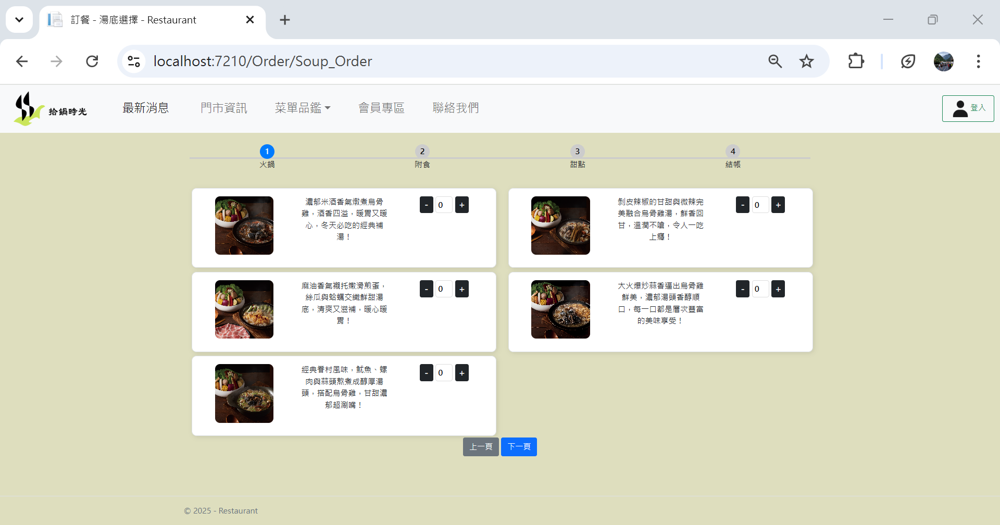 訂餐 - 湯底選擇 - Restaurant
localhost:7210/Order/Soup_Order
拾鍋時光
最新消息
門市資訊
菜單品鑑
會員專區
聯絡我們
登入
1
火鍋
2
附食
3
甜點
4
結帳
濃郁米酒香氣燉煮烏骨
雞，酒香四溢，暖胃又暖
心，冬天必吃的經典補
湯！
- 0 +
剝皮辣椒的甘甜與微辣完
美融合烏骨雞湯，鮮香回
甘，溫潤不嗆，令人一吃
上癮！
- 0 +
麻油香氣襯托嫩滑煎蛋，
絲瓜與蛤蠣交織鮮甜湯
底，清爽又滋補，暖心暖
胃！
- 0 +
大火爆炒蒜香逼出烏骨雞
鮮美，濃郁湯頭香醇順
口，每一口都是層次豐富
的美味享受！
- 0 +
經典眷村風味，魷魚、螺
肉與蒜頭熬煮成醇厚湯
頭，搭配烏骨雞，甘甜濃
郁超涮嘴！
- 0 +
上一頁
下一頁
© 2025 - Restaurant